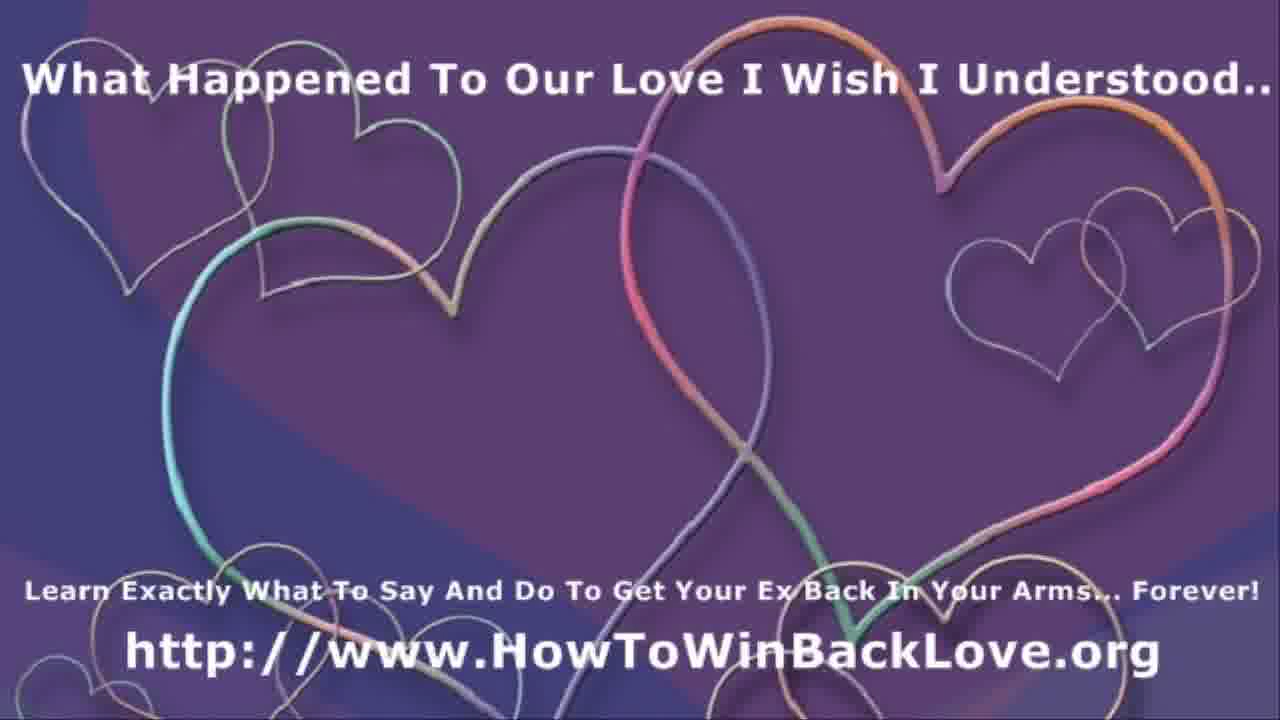 What Happened To Our Love I Wish I Understood..
Learn Exactly What To Say And Do To Get Your Ex Back In Your Arms... Forever!
http://www.HowToWinBackLove.org